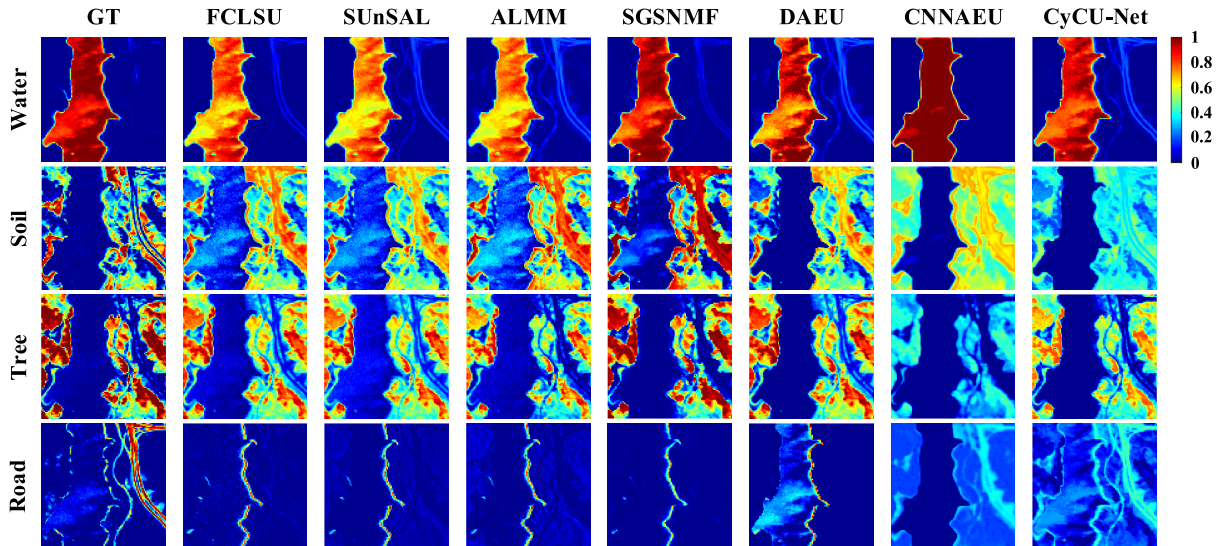 GT FCLSU SUnSAL ALMM SGSNMF DAEU CNNAEU CyCU-Net
Water
1
0.8
0.6
0.4
0.2
0
Soil
Tree
Road